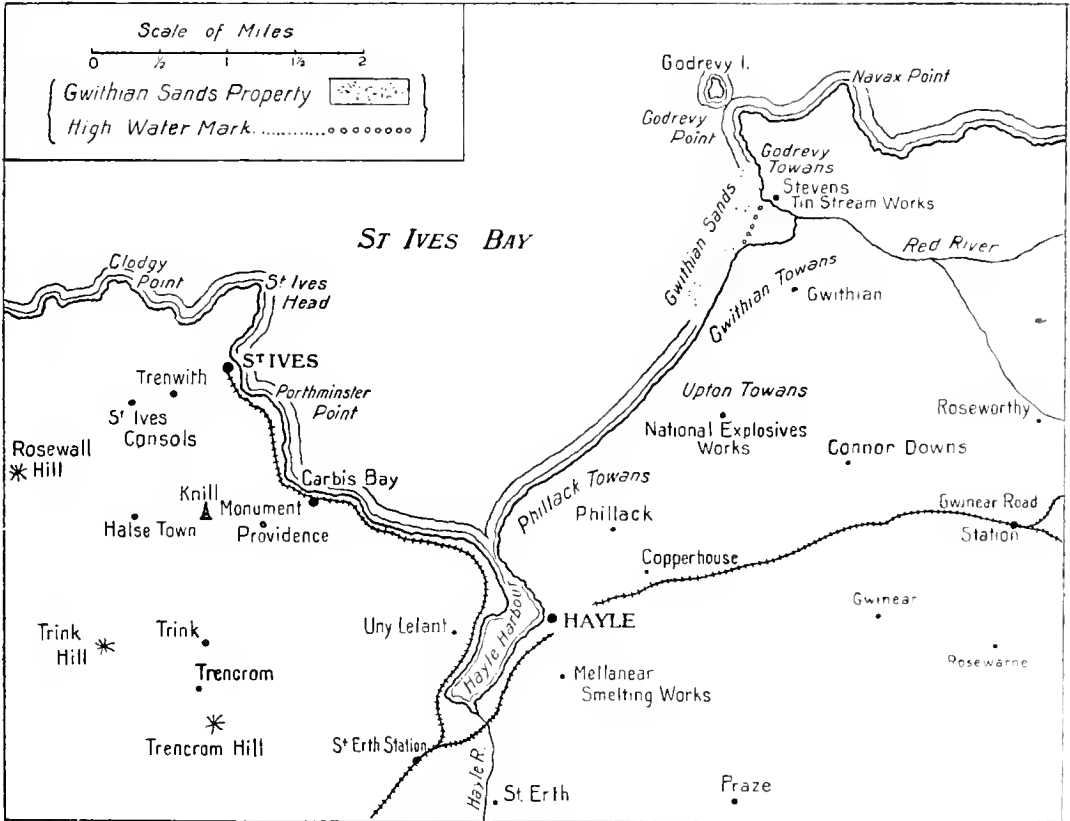 Scale of Miles
0 ½ 1 1½ 2
Gwithian Sands Property
High Water Mark
Godrevy I.
Navax Point
Godrevy
Point
Godrevy
Towans
Stevens
Tin Stream Works
Red River
Gwithian Sands
Gwithian Towans
Gwithian
ST IVES BAY
Clodgy
Point
St Ives
Head
ST IVES
Trenwith
St Ives
Consols
Porthminster
Point
Rosewall
Hill
Carbis Bay
Knill
Monument
Halse Town
Providence
Upton Towans
National Explosives
Works
Roseworthy
Connor Downs
Phillack Towans
Phillack
Gwinear Road
Station
Copperhouse
Gwinear
Rosewarne
Uny Lelant
Hayle Harbour
HAYLE
Mellanear
Smelting Works
Trink
Hill
Trink
Trencrom
Trencrom Hill
St Erth Station
Hayle R.
St. Erth
Praze